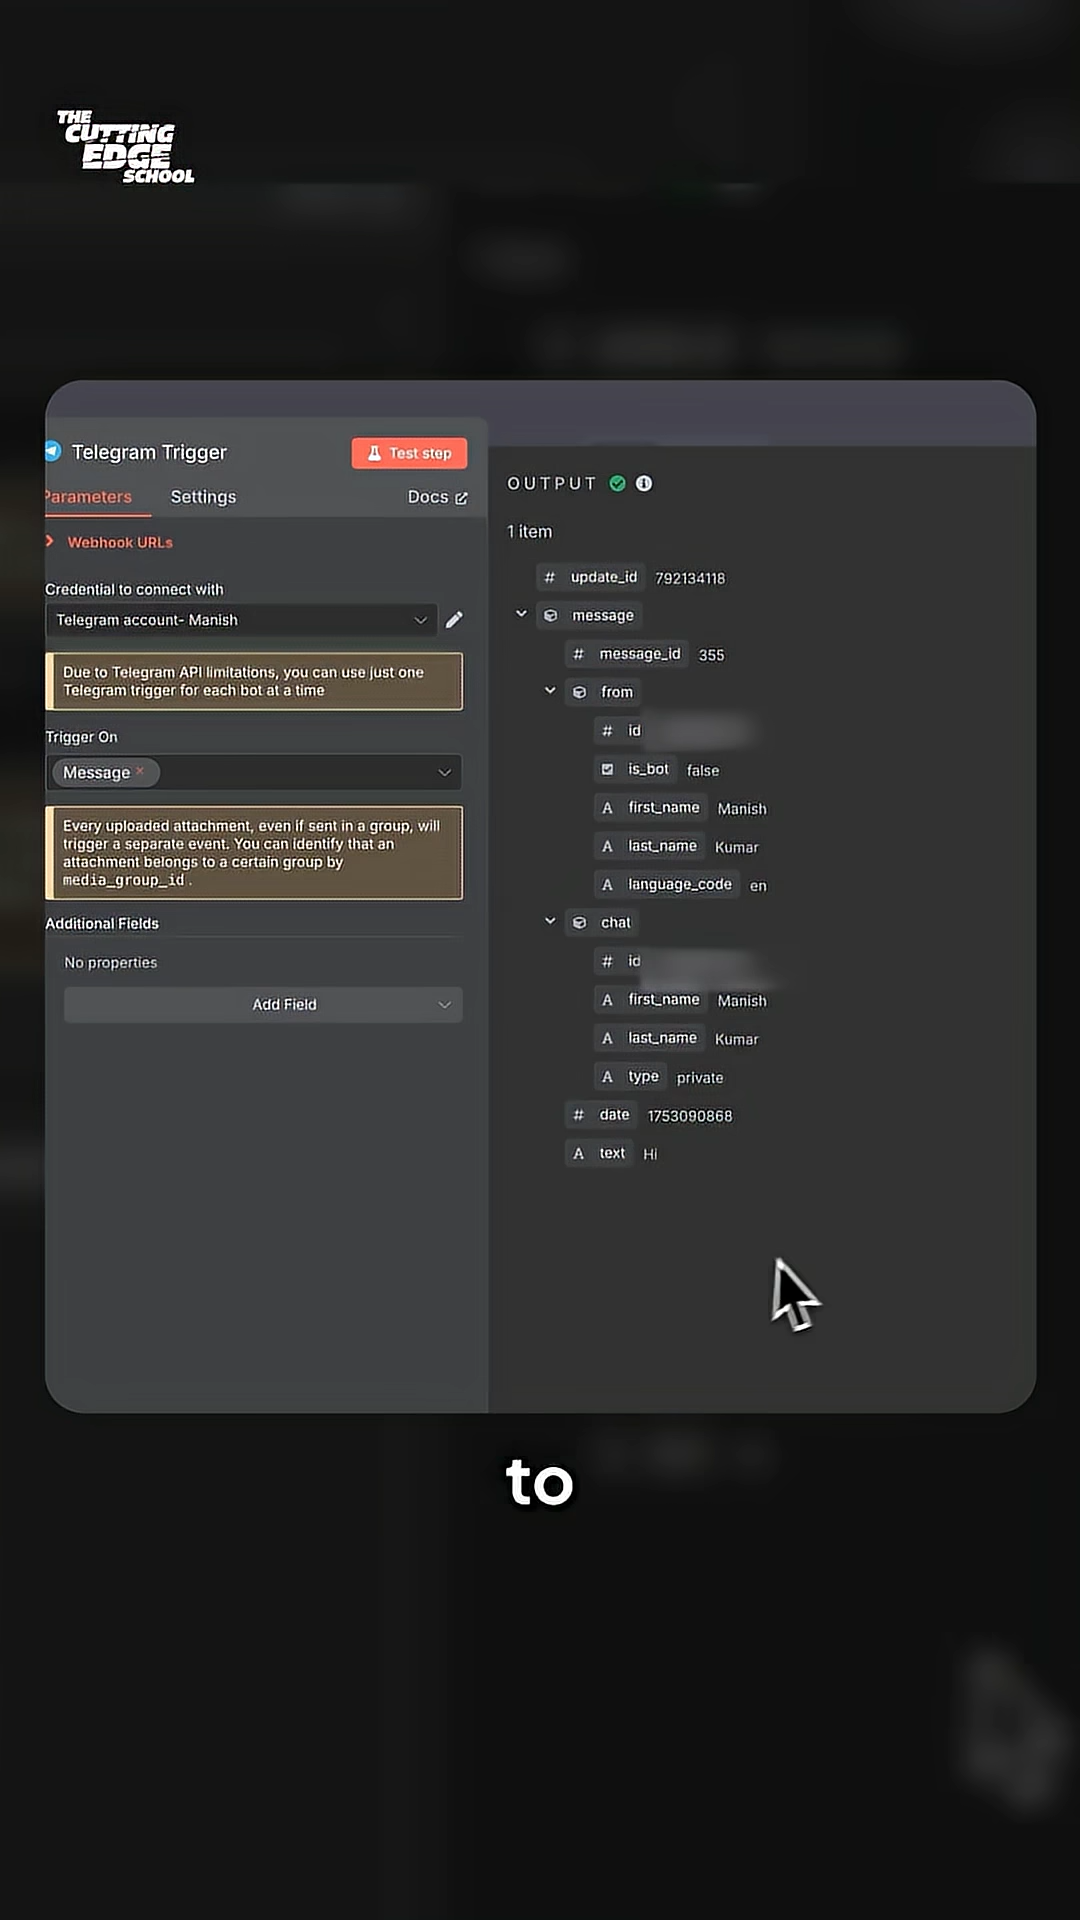 THE
CUTTING
EDGE
SCHOOL
Telegram Trigger
Test step
Parameters
Settings
Docs
Webhook URLs
Credential to connect with
Telegram account- Manish
Due to Telegram API limitations, you can use just one
Telegram trigger for each bot at a time
Trigger On
Message ×
Every uploaded attachment, even if sent in a group, will
trigger a separate event. You can identify that an
attachment belongs to a certain group by
media_group_id .
Additional Fields
No properties
Add Field
OUTPUT
1 item
# update_id 792134118
message
# message_id 355
from
# id
is_bot false
A first_name Manish
A last_name Kumar
A language_code en
chat
# id
A first_name Manish
A last_name Kumar
A type private
# date 1753090868
A text Hi
to